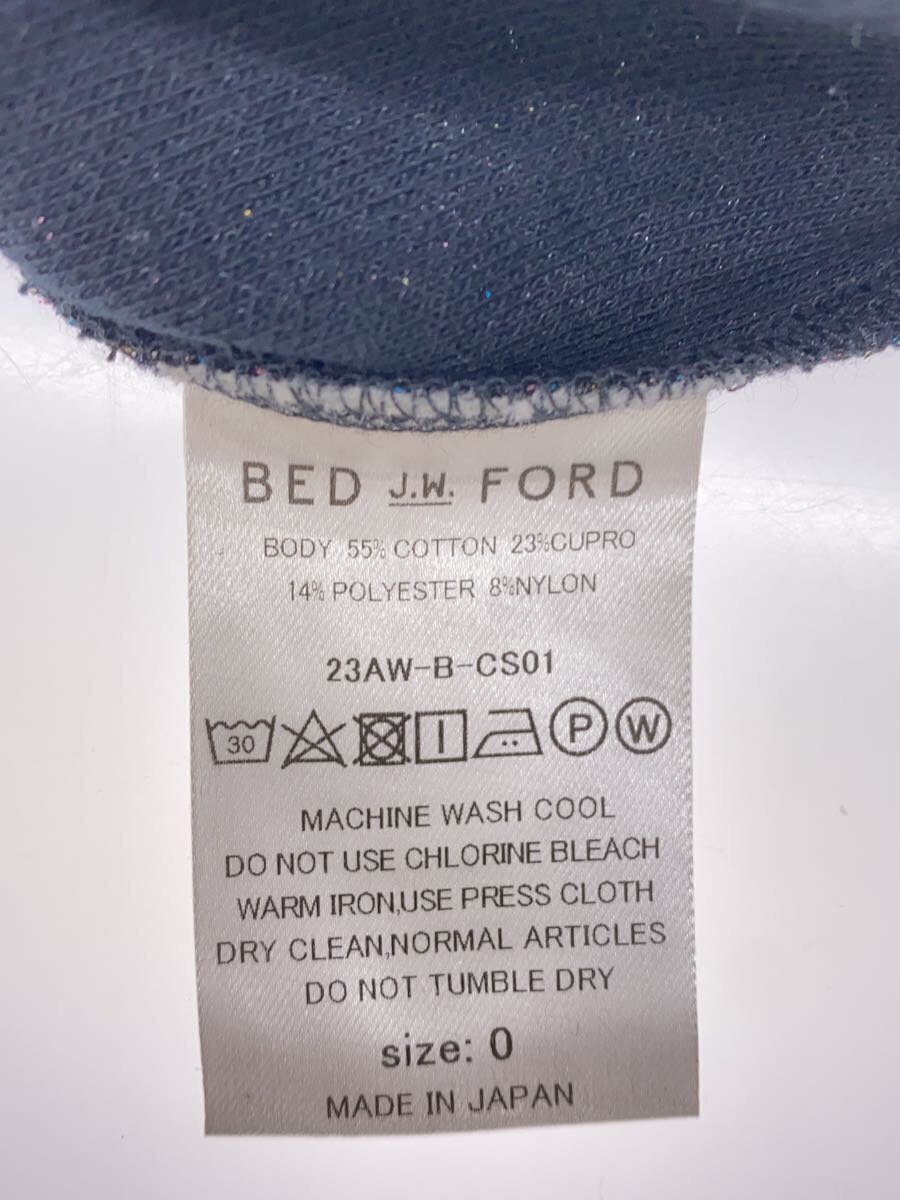 BED J.W. FORD
BODY 55% COTTON 23%CUPRO
14% POLYESTER 8%NYLON
23AW-B-CS01
30 P W
MACHINE WASH COOL
DO NOT USE CHLORINE BLEACH
WARM IRON,USE PRESS CLOTH
DRY CLEAN,NORMAL ARTICLES
DO NOT TUMBLE DRY
size: 0
MADE IN JAPAN